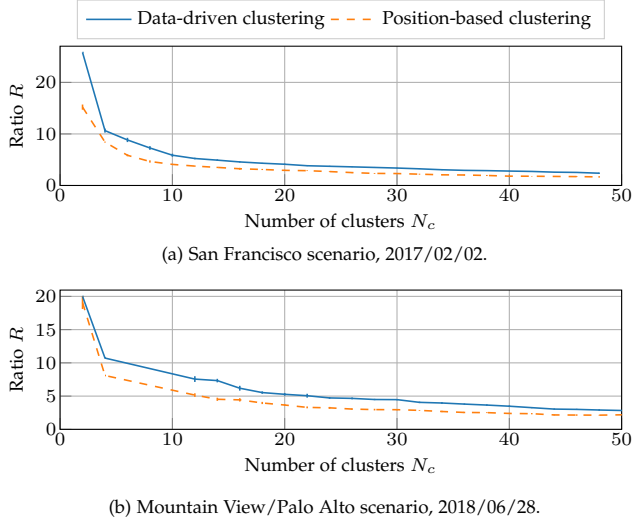 Data-driven clustering Position-based clustering
20
10
0
Ratio R
0 10 20 30 40 50
Number of clusters N_c
(a) San Francisco scenario, 2017/02/02.
20
15
10
5
0
Ratio R
0 10 20 30 40 50
Number of clusters N_c
(b) Mountain View/Palo Alto scenario, 2018/06/28.